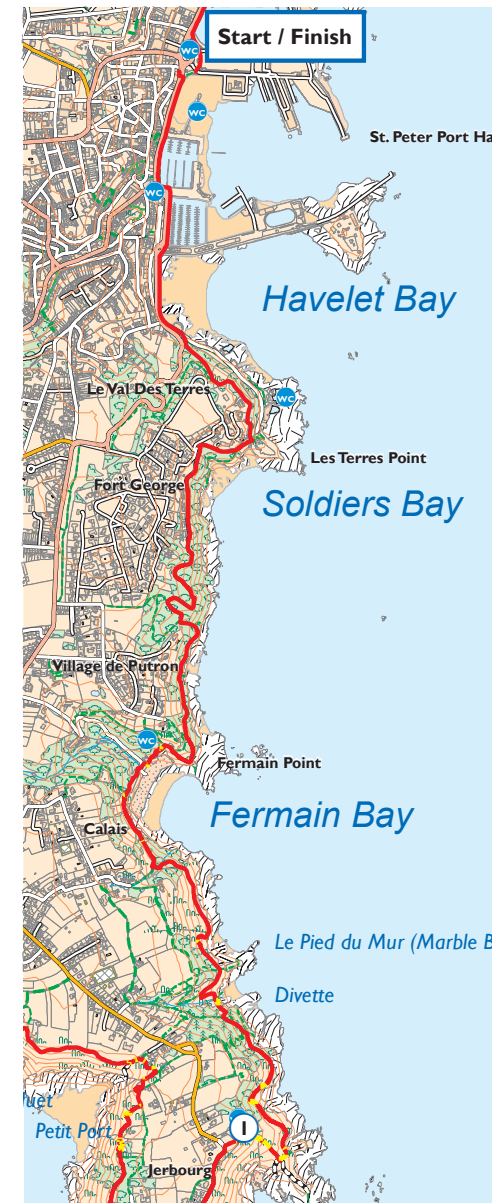 Start / Finish
WC
WC
St. Peter Port Ha
WC
Havelet Bay
Le Val Des Terres
WC
Les Terres Point
Fort George
Soldiers Bay
Village de Putron
WC
Fermain Point
Fermain Bay
Calais
Le Pied du Mur (Marble B
Divette
uet
Petit Port
1
Jerbourg